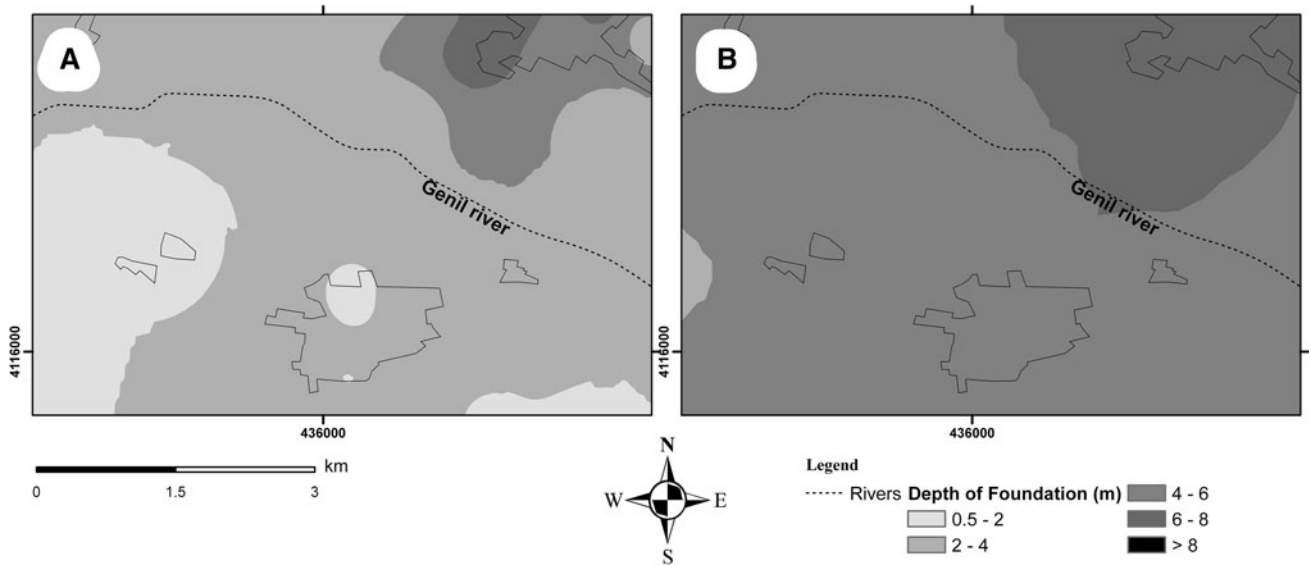 A
B
Genil river
Genil river
4116000
4116000
436000
436000
km
0 1.5 3
N
W E
S
Legend
Rivers Depth of Foundation (m)
0.5 - 2
2 - 4
4 - 6
6 - 8
> 8